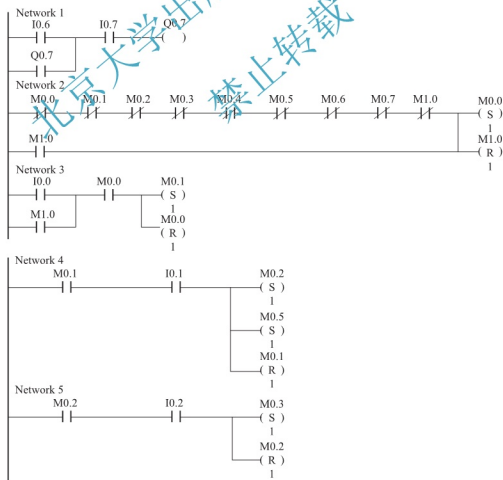 Network 1
I0.6 I0.7 Q0.7
( )
Q0.7
Network 2
M0.0 M0.1 M0.2 M0.3 M0.4 M0.5 M0.6 M0.7 M1.0 M0.0
( S )
1
M1.0 M1.0
( R )
1
Network 3
I0.0 M0.0 M0.1
( S )
1
M1.0 M0.0
( R )
1
Network 4
M0.1 I0.1 M0.2
( S )
1
M0.5
( S )
1
M0.1
( R )
1
Network 5
M0.2 I0.2 M0.3
( S )
1
M0.2
( R )
1
北京大学出
禁止转载